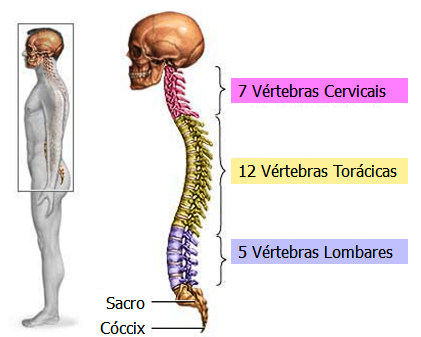 7 Vértebras Cervicais
12 Vértebras Torácicas
5 Vértebras Lombares
Sacro
Cóccix